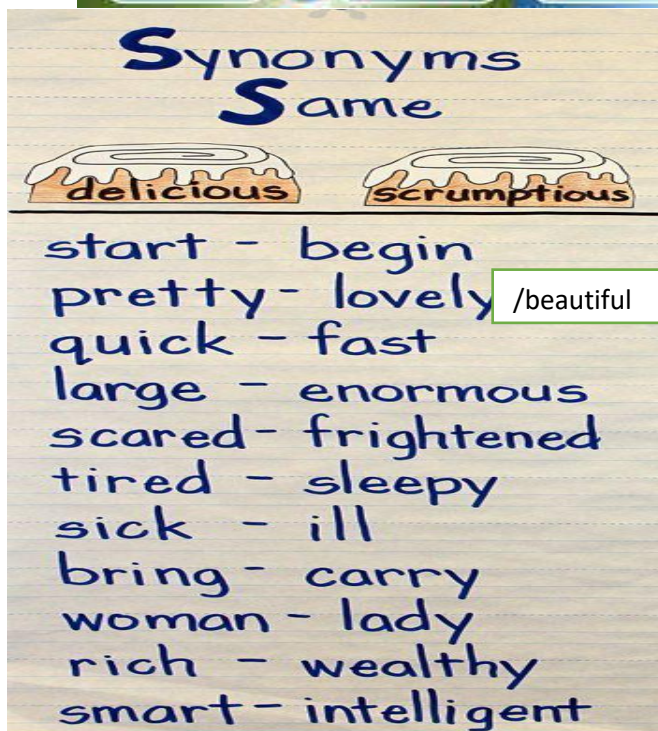 Synonyms
Same
delicious scrumptious
start - begin
pretty - lovely /beautiful
quick - fast
large - enormous
scared - frightened
tired - sleepy
sick - ill
bring - carry
woman - lady
rich - wealthy
smart - intelligent